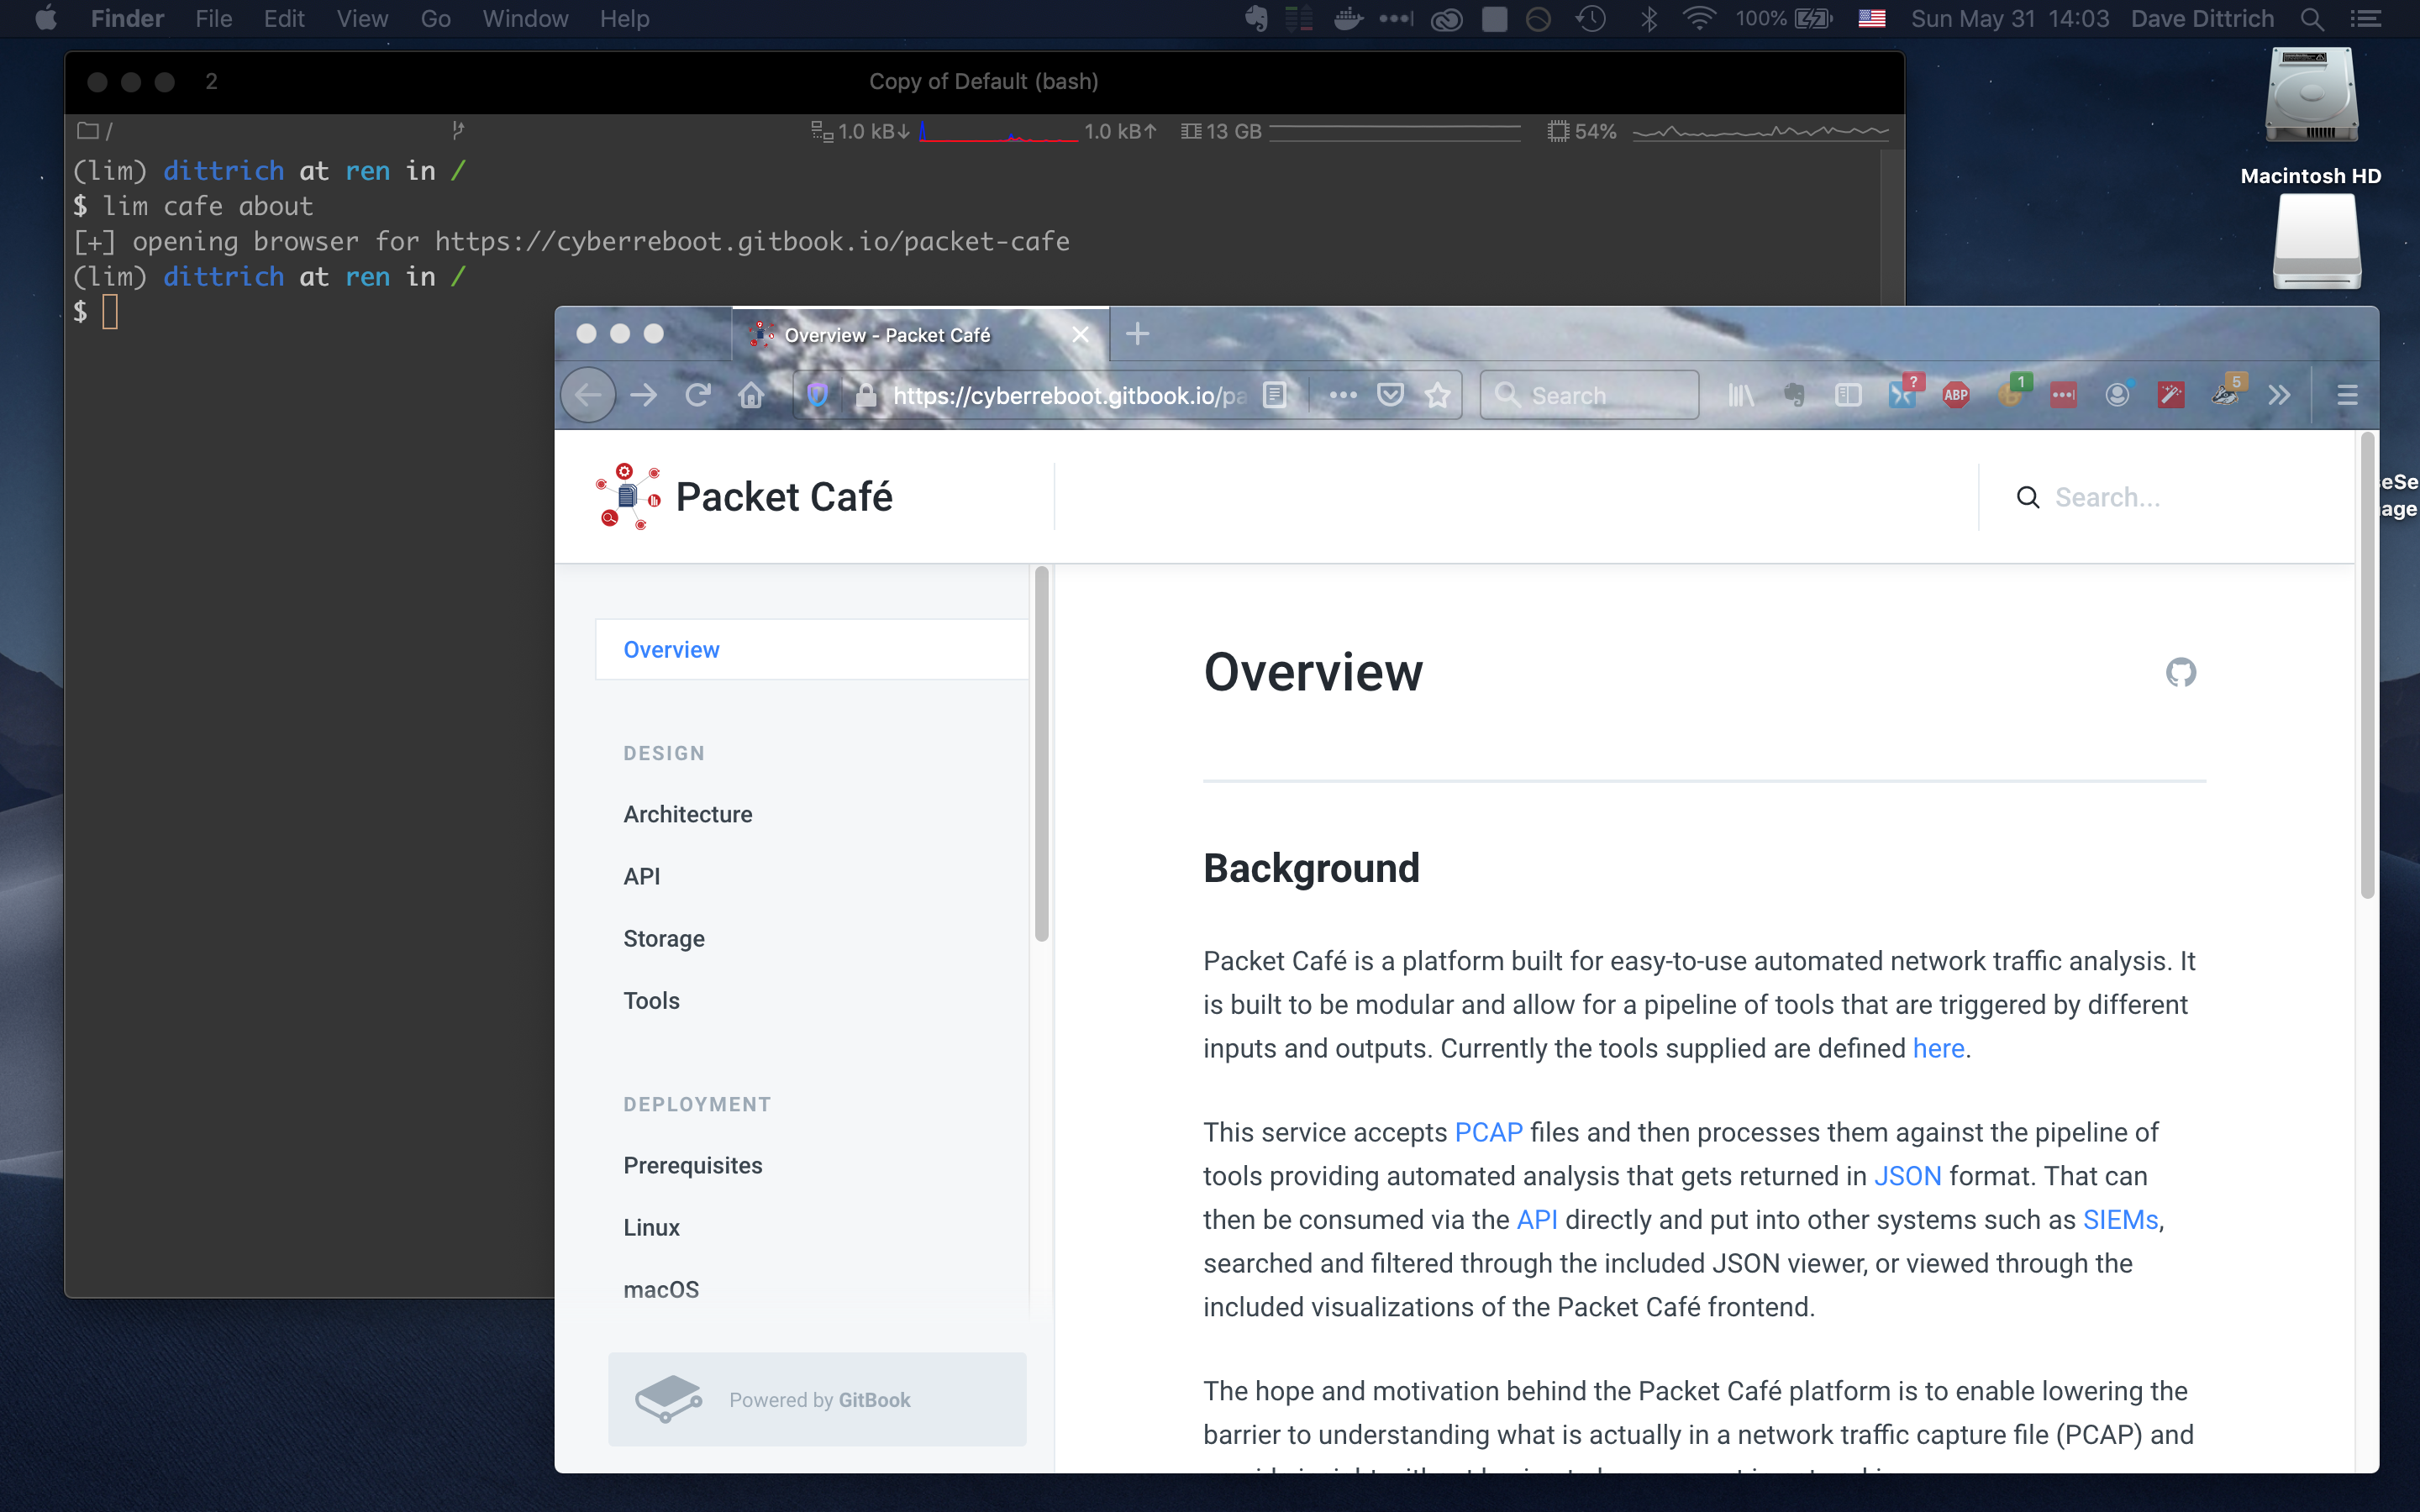 Finder File Edit View Go Window Help 100% Sun May 31 14:03 Dave Dittrich
2 Copy of Default (bash)
/ 1.0 kB↓ 1.0 kB↑ 13 GB 54%
(lim) dittrich at ren in /
$ lim cafe about
[+] opening browser for https://cyberreboot.gitbook.io/packet-cafe
(lim) dittrich at ren in /
$
Macintosh HD
eSe
age
Overview - Packet Café
https://cyberreboot.gitbook.io/pa Search ? ABP 1 5
Packet Café
Search...
Overview
DESIGN
Architecture
API
Storage
Tools
DEPLOYMENT
Prerequisites
Linux
macOS
Powered by GitBook
Overview
Background
Packet Café is a platform built for easy-to-use automated network traffic analysis. It
is built to be modular and allow for a pipeline of tools that are triggered by different
inputs and outputs. Currently the tools supplied are defined here.
This service accepts PCAP files and then processes them against the pipeline of
tools providing automated analysis that gets returned in JSON format. That can
then be consumed via the API directly and put into other systems such as SIEMs,
searched and filtered through the included JSON viewer, or viewed through the
included visualizations of the Packet Café frontend.
The hope and motivation behind the Packet Café platform is to enable lowering the
barrier to understanding what is actually in a network traffic capture file (PCAP) and